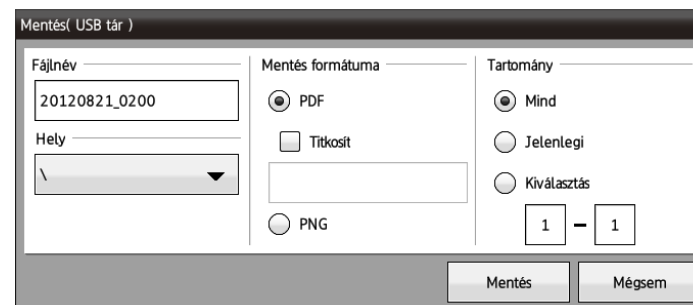 Mentés( USB tár )
Fájlnév
20120821_0200
Hely
\
Mentés formátuma
PDF
Titkosít
PNG
Tartomány
Mind
Jelenlegi
Kiválasztás
1 – 1
Mentés
Mégsem